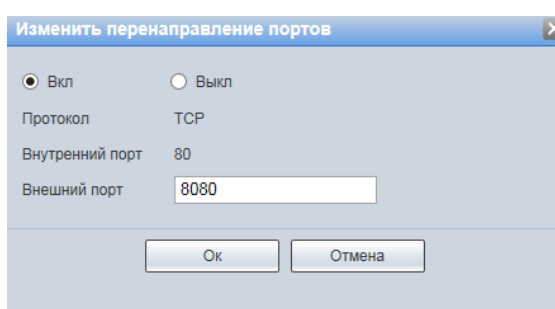 Изменить перенаправление портов
Вкл Выкл
Протокол TCP
Внутренний порт 80
Внешний порт 8080
Ок Отмена